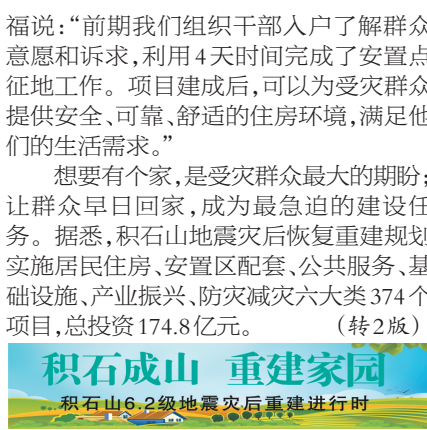 福说：“前期我们组织干部入户了解群众
意愿和诉求，利用4天时间完成了安置点
征地工作。项目建成后，可以为受灾群众
提供安全、可靠、舒适的住房环境，满足他
们的生活需求。”
想要有个家，是受灾群众最大的期盼；
让群众早日回家，成为最急迫的建设任
务。据悉，积石山地震灾后恢复重建规划
实施居民住房、安置区配套、公共服务、基
础设施、产业振兴、防灾减灾六大类374个
项目，总投资174.8亿元。 （转2版）
积石成山 重建家园
积石山6.2级地震灾后重建进行时